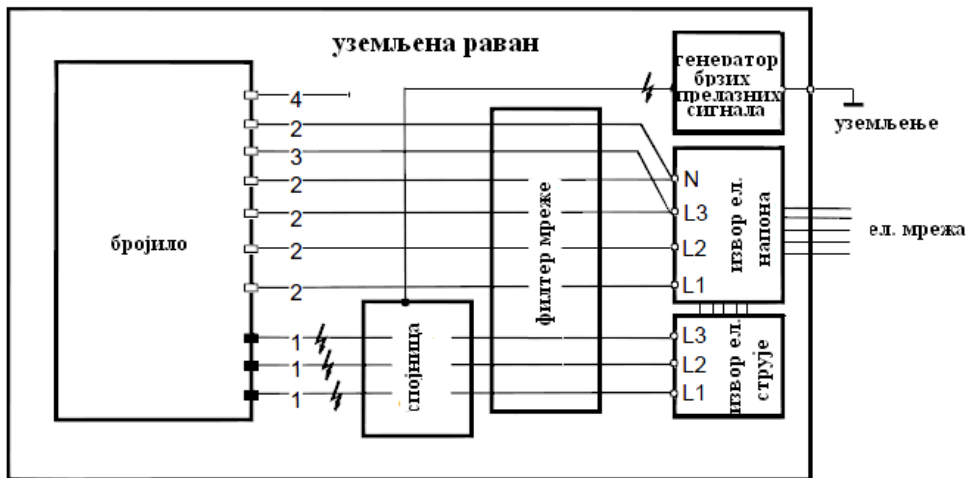 уземљена раван
генератор
брзих
прелазних
сигнала
уземљење
4
2
3
2
2
2
2
1
1
1
бројило
спојница
филтер мреже
N
L3
L2
L1
извор ел.
напона
ел. мрежа
L3
L2
L1
извор ел.
струје